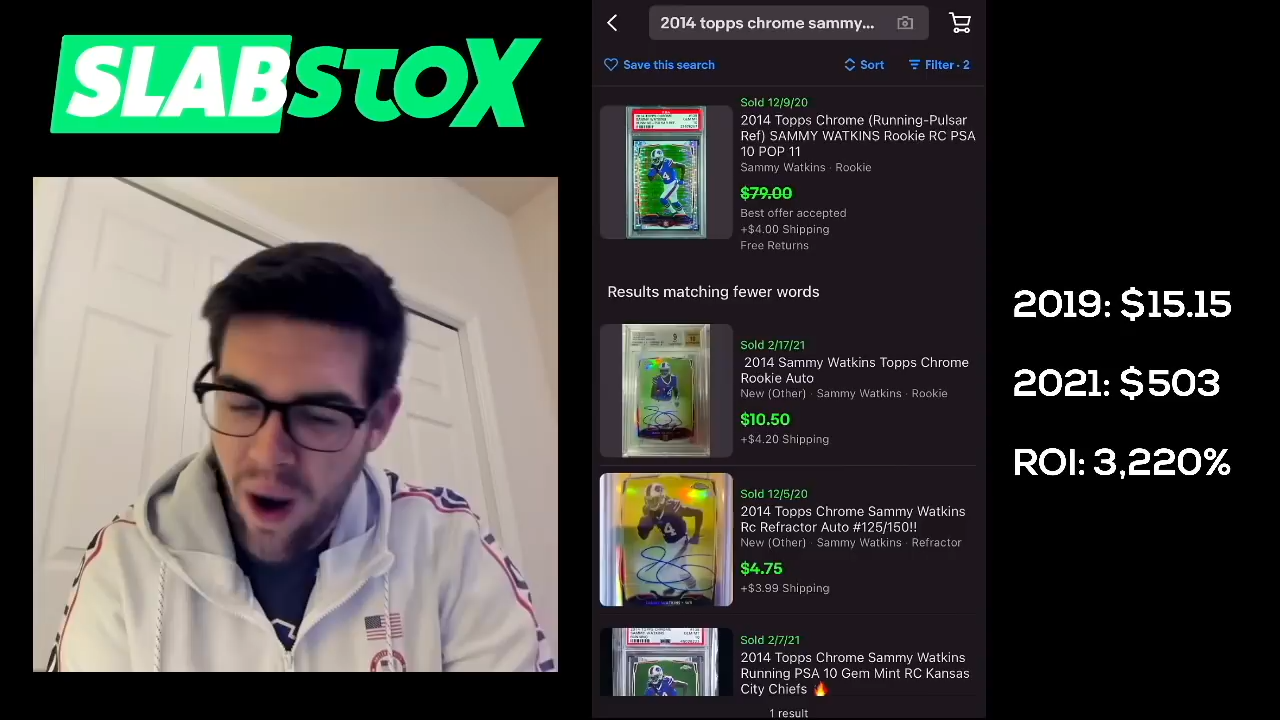 SLABSTOX
2014 topps chrome sammy...
Save this search
Sort
Filter · 2
Sold 12/9/20
2014 Topps Chrome (Running-Pulsar
Ref) SAMMY WATKINS Rookie RC PSA
10 POP 11
Sammy Watkins · Rookie
$79.00
Best offer accepted
+$4.00 Shipping
Free Returns
Results matching fewer words
Sold 2/17/21
2014 Sammy Watkins Topps Chrome
Rookie Auto
New (Other) · Sammy Watkins · Rookie
$10.50
+$4.20 Shipping
Sold 12/5/20
2014 Topps Chrome Sammy Watkins
Rc Refractor Auto #125/150!!
New (Other) · Sammy Watkins · Refractor
$4.75
+$3.99 Shipping
Sold 2/7/21
2014 Topps Chrome Sammy Watkins
Running PSA 10 Gem Mint RC Kansas
City Chiefs 🔥
1 result
2019: $15.15
2021: $503
ROI: 3,220%